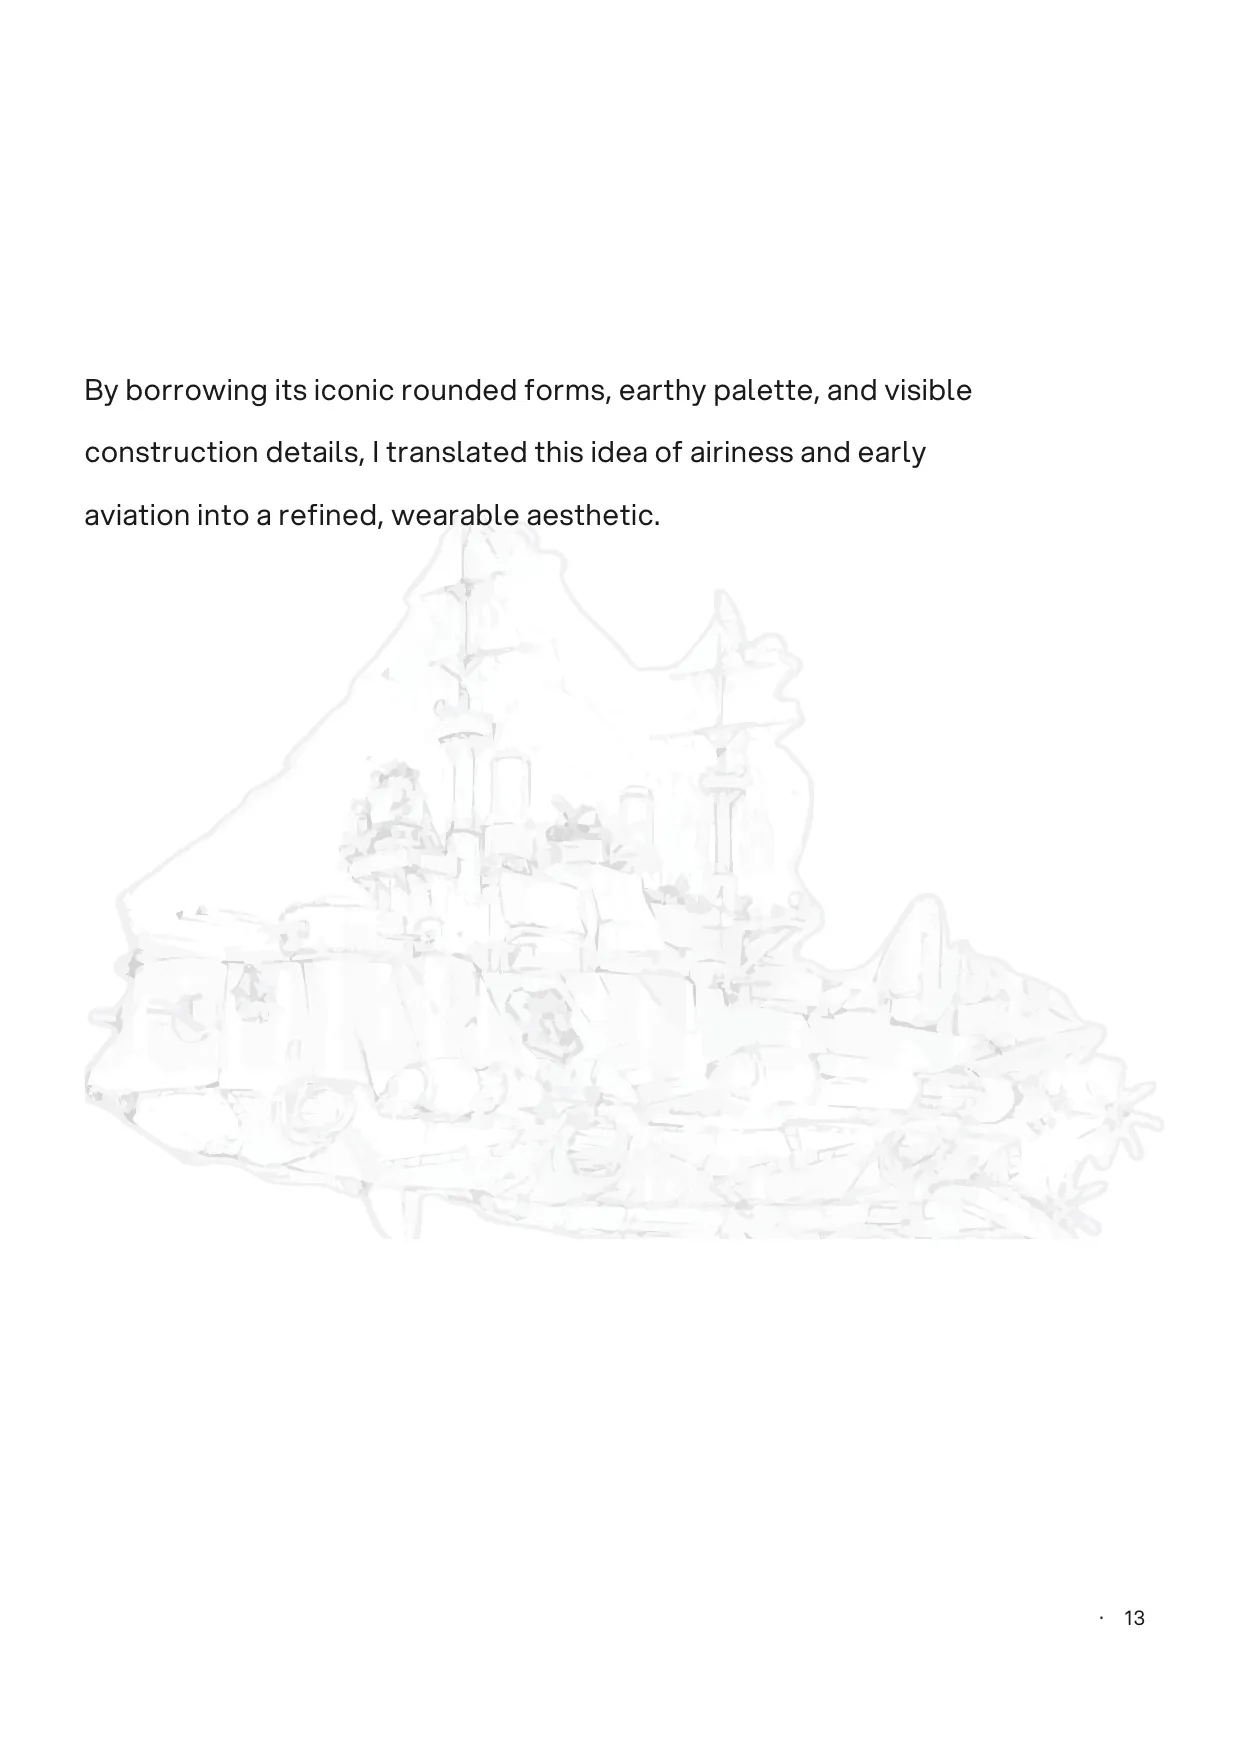 By borrowing its iconic rounded forms, earthy palette, and visible
construction details, I translated this idea of airiness and early
aviation into a refined, wearable aesthetic.
· 13